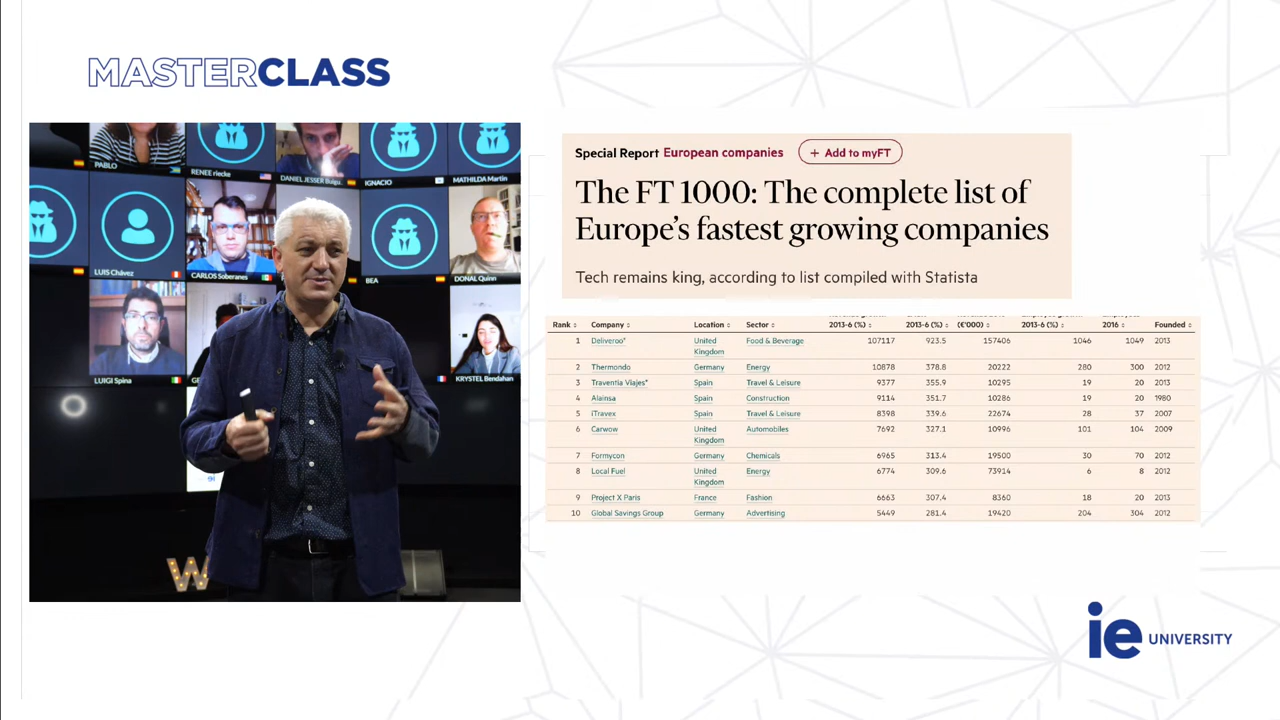 MASTERCLASS
PABLO
RENEE riecke
DANIEL JESSER
IGNACIO
MATHILDA Martin
LUIS Chávez
CARLOS Soberanes
BEA
DONAL Quinn
LUIGI Spina
KRYSTEL Bendahan
W
Special Report European companies + Add to myFT
The FT 1000: The complete list of
Europe's fastest growing companies
Tech remains king, according to list compiled with Statista
Rank Company Location Sector 2013-6 (%) 2013-6 (%) (€'000) 2013-6 (%) 2016 Founded
1 Deliveroo* United Kingdom Food & Beverage 107117 923.5 157406 1046 1049 2013
2 Thermondo Germany Energy 10878 378.8 20222 280 300 2012
3 Traventia Viajes* Spain Travel & Leisure 9377 355.9 10295 19 20 2013
4 Alainsa Spain Construction 9114 351.7 10286 19 20 1980
5 iTravex Spain Travel & Leisure 8398 339.6 22674 28 37 2007
6 Carwow United Kingdom Automobiles 7692 327.1 10996 101 104 2009
7 Formycon Germany Chemicals 6965 313.4 19500 30 70 2012
8 Local Fuel United Kingdom Energy 6774 309.6 73914 6 8 2012
9 Project X Paris France Fashion 6663 307.4 8360 18 20 2013
10 Global Savings Group Germany Advertising 5449 281.4 19420 204 304 2012
ie UNIVERSITY